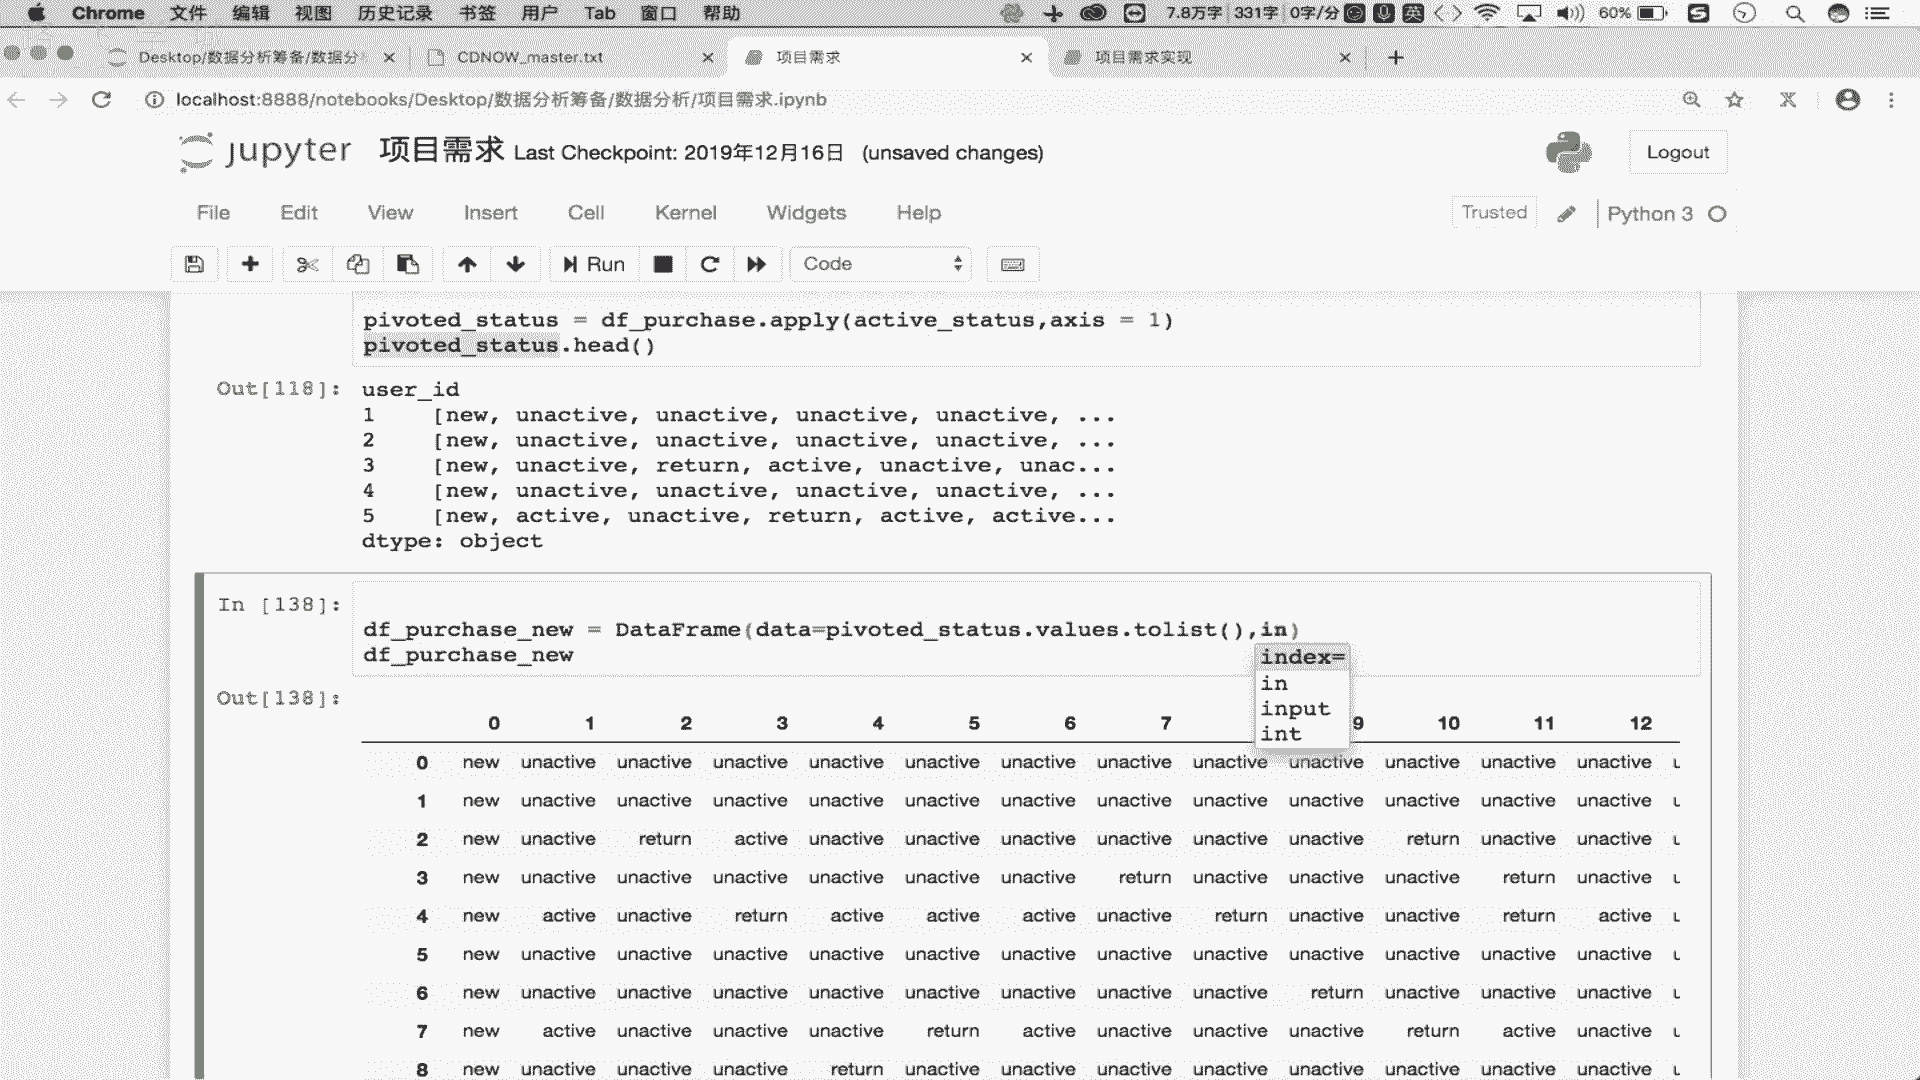 Chrome 文件 编辑 视图 历史记录 书签 用户 Tab 窗口 帮助 7.8万字 331字 0字/分 英 60%
Desktop/数据分析筹备/数据分 CDNOW_master.txt 项目需求 项目需求实现
localhost:8888/notebooks/Desktop/数据分析筹备/数据分析/项目需求.ipynb
jupyter 项目需求 Last Checkpoint: 2019年12月16日 (unsaved changes) Logout
File Edit View Insert Cell Kernel Widgets Help Trusted Python 3
Run Code
pivoted_status = df_purchase.apply(active_status,axis = 1)
pivoted_status.head()
Out[118]: user_id
1 [new, unactive, unactive, unactive, unactive, ...
2 [new, unactive, unactive, unactive, unactive, ...
3 [new, unactive, return, active, unactive, unac...
4 [new, unactive, unactive, unactive, unactive, ...
5 [new, active, unactive, return, active, active...
dtype: object
In [138]:
df_purchase_new = DataFrame(data=pivoted_status.values.tolist(),in)
df_purchase_new
index=
in
input
int
Out[138]:
0 1 2 3 4 5 6 7 9 10 11 12
0 new unactive unactive unactive unactive unactive unactive unactive unactive unactive unactive unactive unactive
1 new unactive unactive unactive unactive unactive unactive unactive unactive unactive unactive unactive unactive
2 new unactive return active unactive unactive unactive unactive unactive unactive return unactive unactive
3 new unactive unactive unactive unactive unactive unactive return unactive unactive unactive return unactive
4 new active unactive return active active active unactive return unactive unactive return active
5 new unactive unactive unactive unactive unactive unactive unactive unactive unactive unactive unactive unactive
6 new unactive unactive unactive unactive unactive unactive unactive unactive return unactive unactive unactive
7 new active unactive unactive unactive return active unactive unactive unactive return active unactive
8 new unactive unactive unactive return unactive unactive unactive unactive unactive unactive unactive unactive